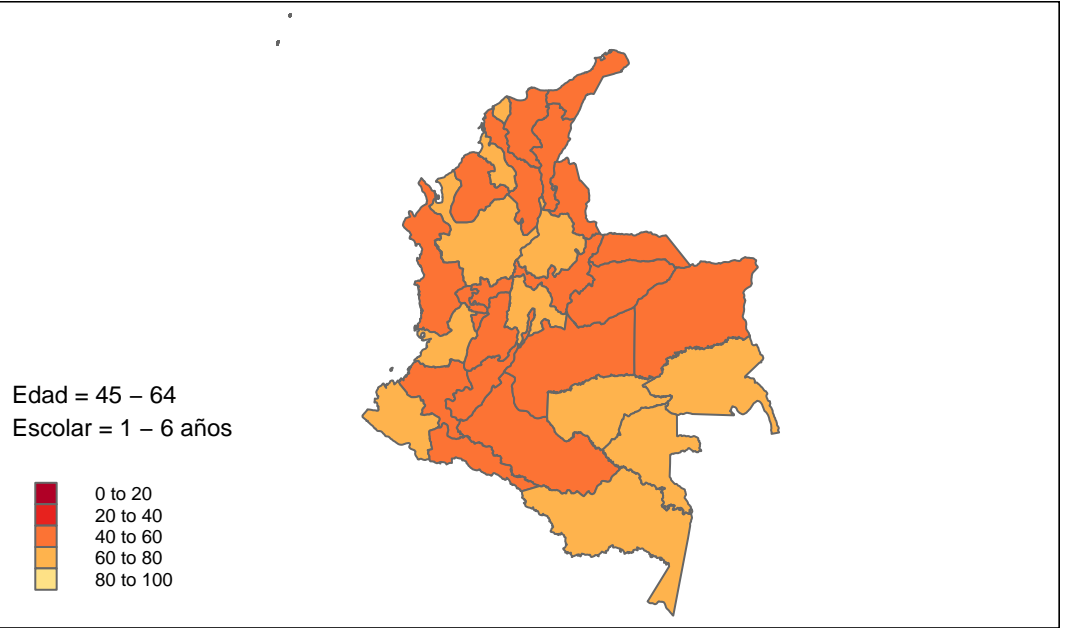 Edad = 45 – 64
Escolar = 1 – 6 años
0 to 20
20 to 40
40 to 60
60 to 80
80 to 100